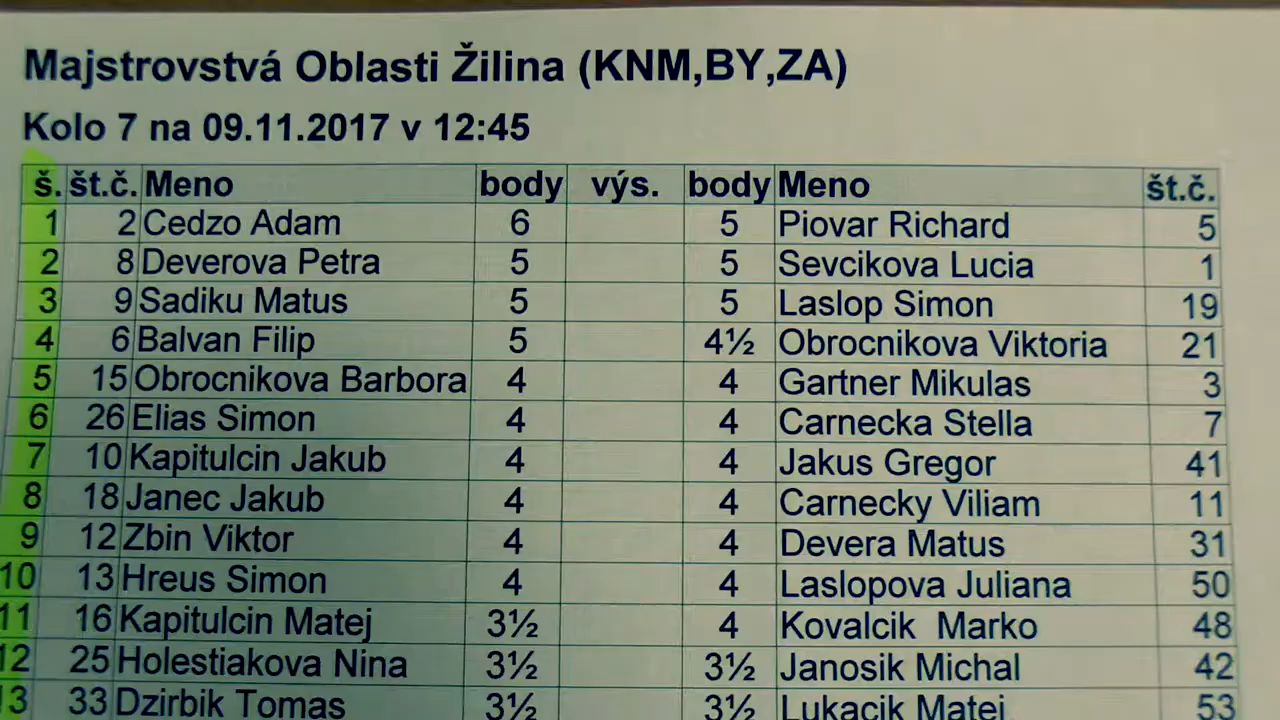 Majstrovstvá Oblasti Žilina (KNM,BY,ZA)
Kolo 7 na 09.11.2017 v 12:45
š. št.č. Meno body výs. body Meno št.č.
1 2 Cedzo Adam 6 5 Piovar Richard 5
2 8 Deverova Petra 5 5 Sevcikova Lucia 1
3 9 Sadiku Matus 5 5 Laslop Simon 19
4 6 Balvan Filip 5 4½ Obrocnikova Viktoria 21
5 15 Obrocnikova Barbora 4 4 Gartner Mikulas 3
6 26 Elias Simon 4 4 Carnecka Stella 7
7 10 Kapitulcin Jakub 4 4 Jakus Gregor 41
8 18 Janec Jakub 4 4 Carnecky Viliam 11
9 12 Zbin Viktor 4 4 Devera Matus 31
10 13 Hreus Simon 4 4 Laslopova Juliana 50
11 16 Kapitulcin Matej 3½ 4 Kovalcik Marko 48
12 25 Holestiakova Nina 3½ 3½ Janosik Michal 42
13 33 Dzirbik Tomas 3½ 3½ Lukacik Matej 53